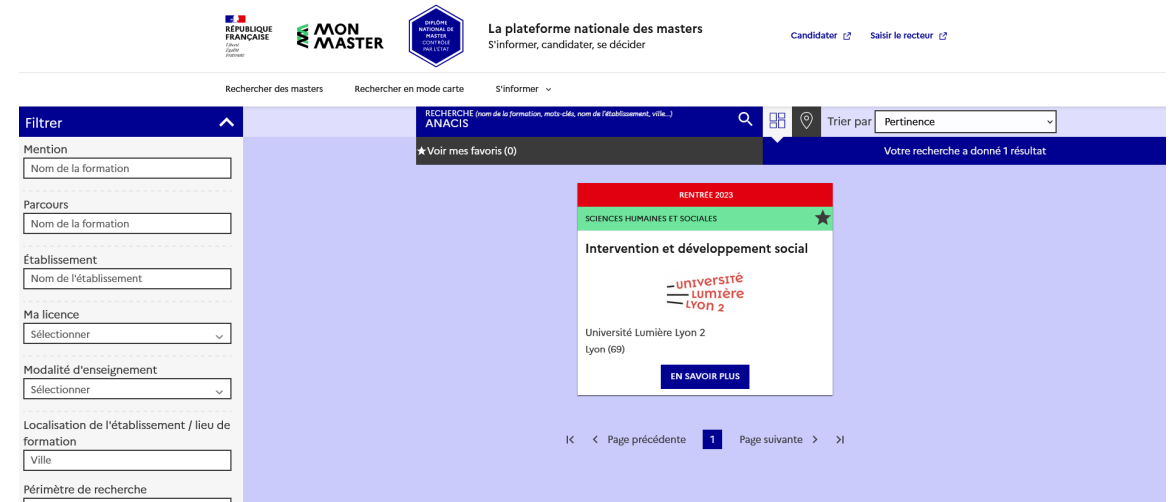 RÉPUBLIQUE
FRANÇAISE
Liberté
Égalité
Fraternité
MON
MASTER
DIPLÔME
NATIONAL DE
MASTER
CONTRÔLÉ
PAR L'ÉTAT
La plateforme nationale des masters
S'informer, candidater, se décider
Candidater
Saisir le recteur
Rechercher des masters
Rechercher en mode carte
S'informer
Filtrer
RECHERCHE (nom de la formation, mots-clés, nom de l'établissement, ville...)
ANACIS
Trier par
Pertinence
Voir mes favoris (0)
Votre recherche a donné 1 résultat
Mention
Nom de la formation
Parcours
Nom de la formation
Établissement
Nom de l'établissement
Ma licence
Sélectionner
Modalité d'enseignement
Sélectionner
Localisation de l'établissement / lieu de
formation
Ville
Périmètre de recherche
RENTRÉE 2023
SCIENCES HUMAINES ET SOCIALES
Intervention et développement social
université
Lumière
Lyon 2
Université Lumière Lyon 2
Lyon (69)
EN SAVOIR PLUS
Page précédente
1
Page suivante